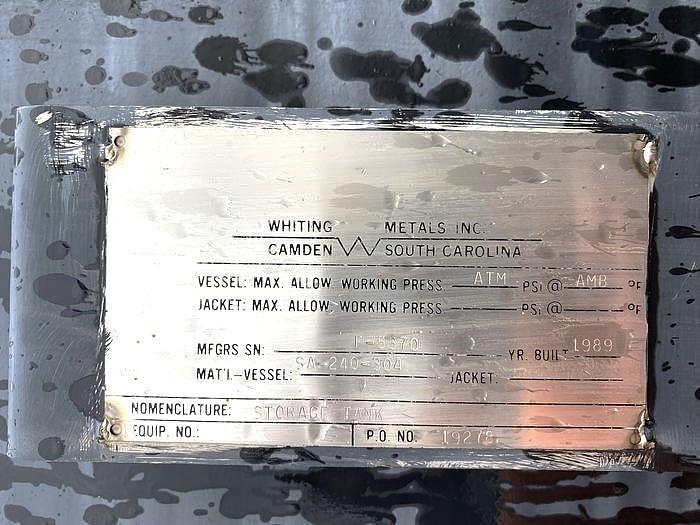 WHITING METALS INC.
CAMDEN W SOUTH CAROLINA
VESSEL: MAX. ALLOW. WORKING PRESS ATM PSi @ AMB °F
JACKET: MAX. ALLOW. WORKING PRESS PSi @ °F
MFGRS SN: YR. BUILT 1989
MAT'L.-VESSEL: SA-240-304 JACKET:
NOMENCLATURE: STORAGE TANK
EQUIP. NO.: P.O. NO.